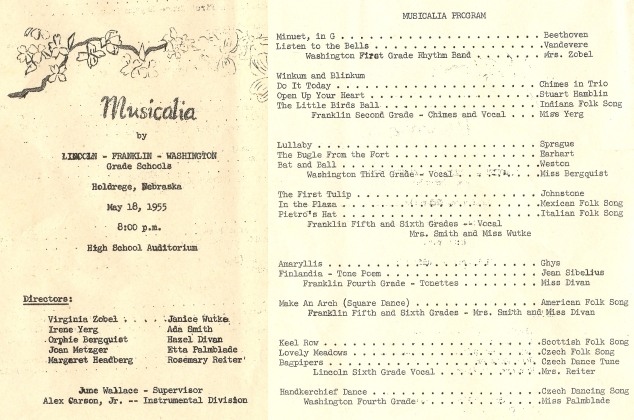 Musicalia
by
LINCOLN - FRANKLIN - WASHINGTON
Grade Schools
Holdrege, Nebraska
May 18, 1955
8:00 p.m.
High School Auditorium
Directors:
Virginia Zobel . . . . . Janice Wutke
Irene Yerg Ada Smith
Orphie Bergquist Hazel Divan
Joan Metzger Etta Palmblade
Margaret Headberg Rosemary Reiter
June Wallace - Supervisor
Alex Carson, Jr. -- Instrumental Division
MUSICALIA PROGRAM
Minuet, in G . . . . . . . . . . . . . . . . . . . . . . Beethoven
Listen to the Bells . . . . . . . . . . . . . . . . . . . Vandevere
Washington First Grade Rhythm Band . . . . . . . Mrs. Zobel
Winkum and Blinkum
Do It Today . . . . . . . . . . . . . . . . . . . . . . Chimes in Trio
Open Up Your Heart . . . . . . . . . . . . . . . . . . Stuart Hamblin
The Little Birds Ball . . . . . . . . . . . . . . . . . Indiana Folk Song
Franklin Second Grade - Chimes and Vocal . . . Miss Yerg
Lullaby . . . . . . . . . . . . . . . . . . . . . . . . Sprague
The Bugle From the Fort . . . . . . . . . . . . . . . . Earhart
Bat and Ball . . . . . . . . . . . . . . . . . . . . . . Weston
Washington Third Grade - Vocal . . . . . . . . . Miss Bergquist
The First Tulip . . . . . . . . . . . . . . . . . . . . Johnstone
In the Plaza . . . . . . . . . . . . . . . . . . . . . . Mexican Folk Song
Pietro's Hat . . . . . . . . . . . . . . . . . . . . . . Italian Folk Song
Franklin Fifth and Sixth Grades -- Vocal
Mrs. Smith and Miss Wutke
Amaryllis . . . . . . . . . . . . . . . . . . . . . . . Ghys
Finlandia - Tone Poem . . . . . . . . . . . . . . . . . Jean Sibelius
Franklin Fourth Grade - Tonettes . . . . . . . . Miss Divan
Make An Arch (Square Dance) . . . . . . . . . . . . . . American Folk Song
Franklin Fifth and Sixth Grades - Mrs. Smith and Miss Divan
Keel Row . . . . . . . . . . . . . . . . . . . . . . . . Scottish Folk Song
Lovely Meadows . . . . . . . . . . . . . . . . . . . . . Czech Folk Song
Bagpipers . . . . . . . . . . . . . . . . . . . . . . . Czech Dance Tune
Lincoln Sixth Grade Vocal . . . . . . . . . . . Mrs. Reiter
Handkerchief Dance . . . . . . . . . . . . . . . . . . . Czech Dancing Song
Washington Fourth Grade . . . . . . . . . . . . Miss Palmblade